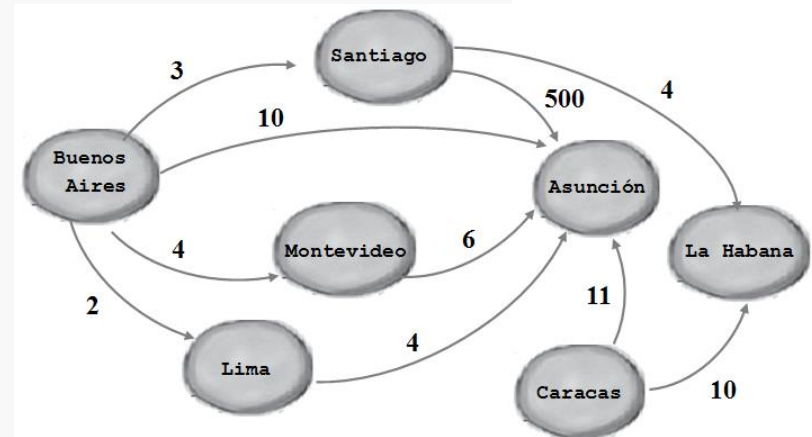 Santiago
3
500
4
10
Buenos
Aires
Asunción
Montevideo
6
La Habana
4
2
11
4
Lima
Caracas
10